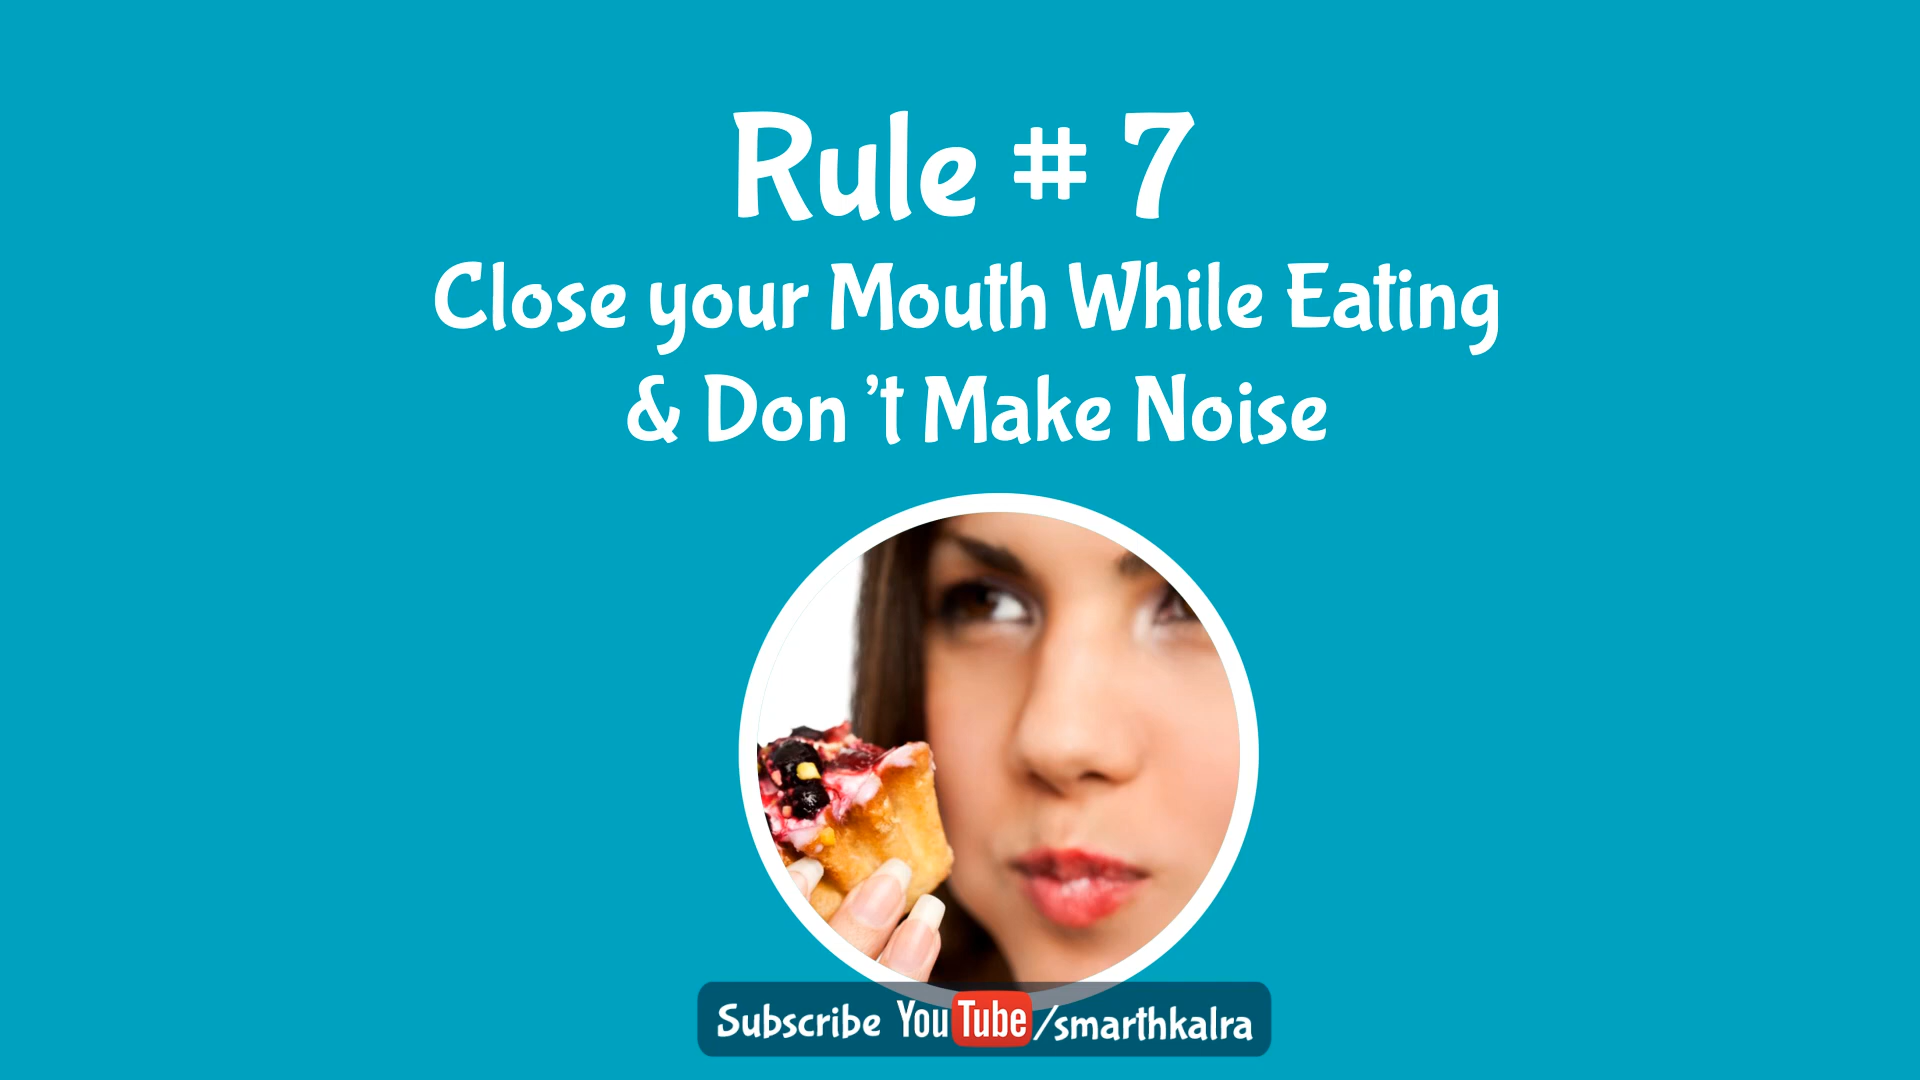 Rule # 7
Close your Mouth While Eating
& Don 't Make Noise
Subscribe YouTube/smarthkalra